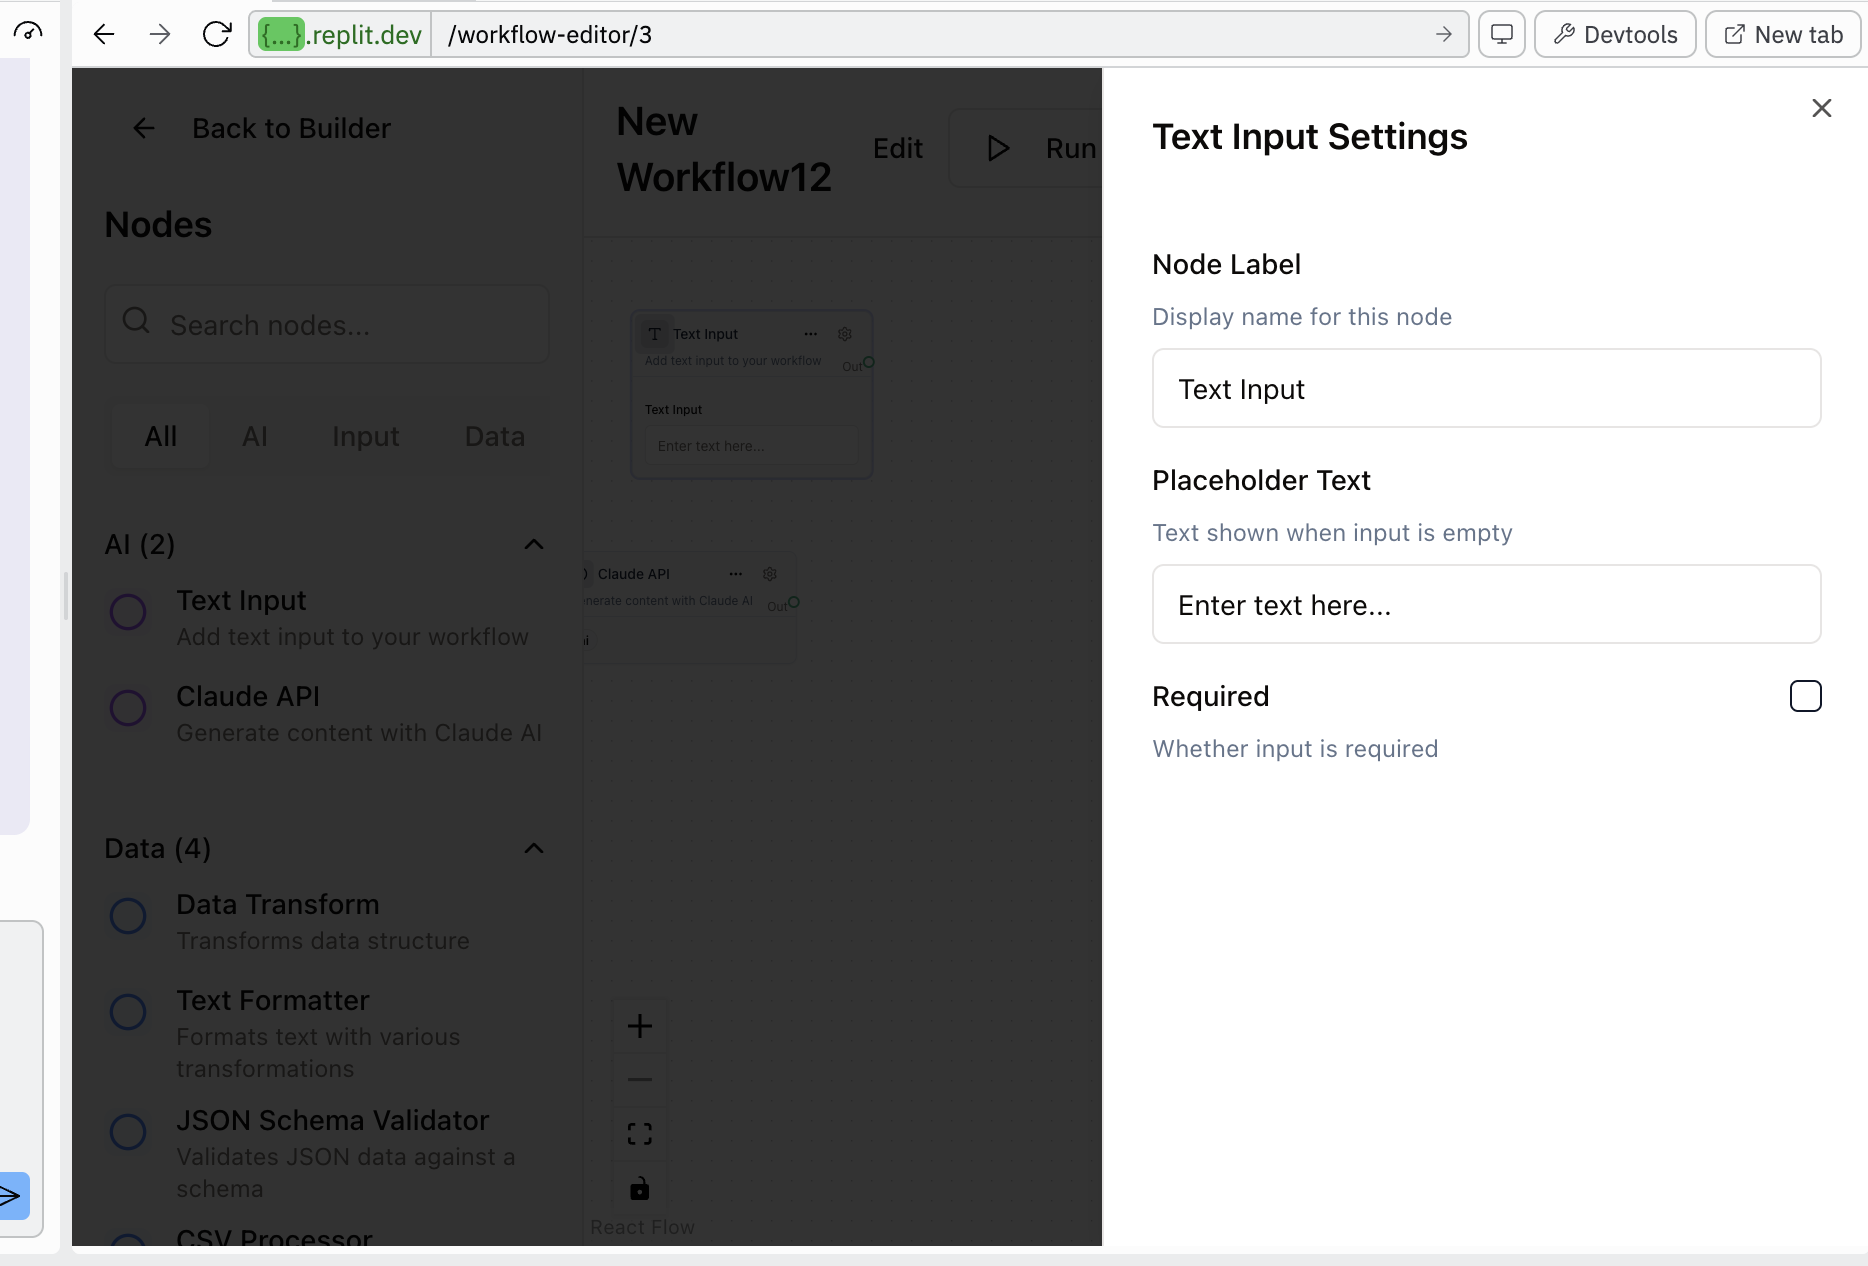 {...}.replit.dev
/workflow-editor/3
Devtools
New tab
Back to Builder
Nodes
Search nodes...
All
AI
Input
Data
AI (2)
Text Input
Add text input to your workflow
Claude API
Generate content with Claude AI
Data (4)
Data Transform
Transforms data structure
Text Formatter
Formats text with various
transformations
JSON Schema Validator
Validates JSON data against a
schema
CSV Processor
New
Workflow12
Edit
Run
T
Text Input
Add text input to your workflow
Out
Text Input
Enter text here...
Claude API
nerate content with Claude AI
Out
React Flow
Text Input Settings
Node Label
Display name for this node
Text Input
Placeholder Text
Text shown when input is empty
Enter text here...
Required
Whether input is required